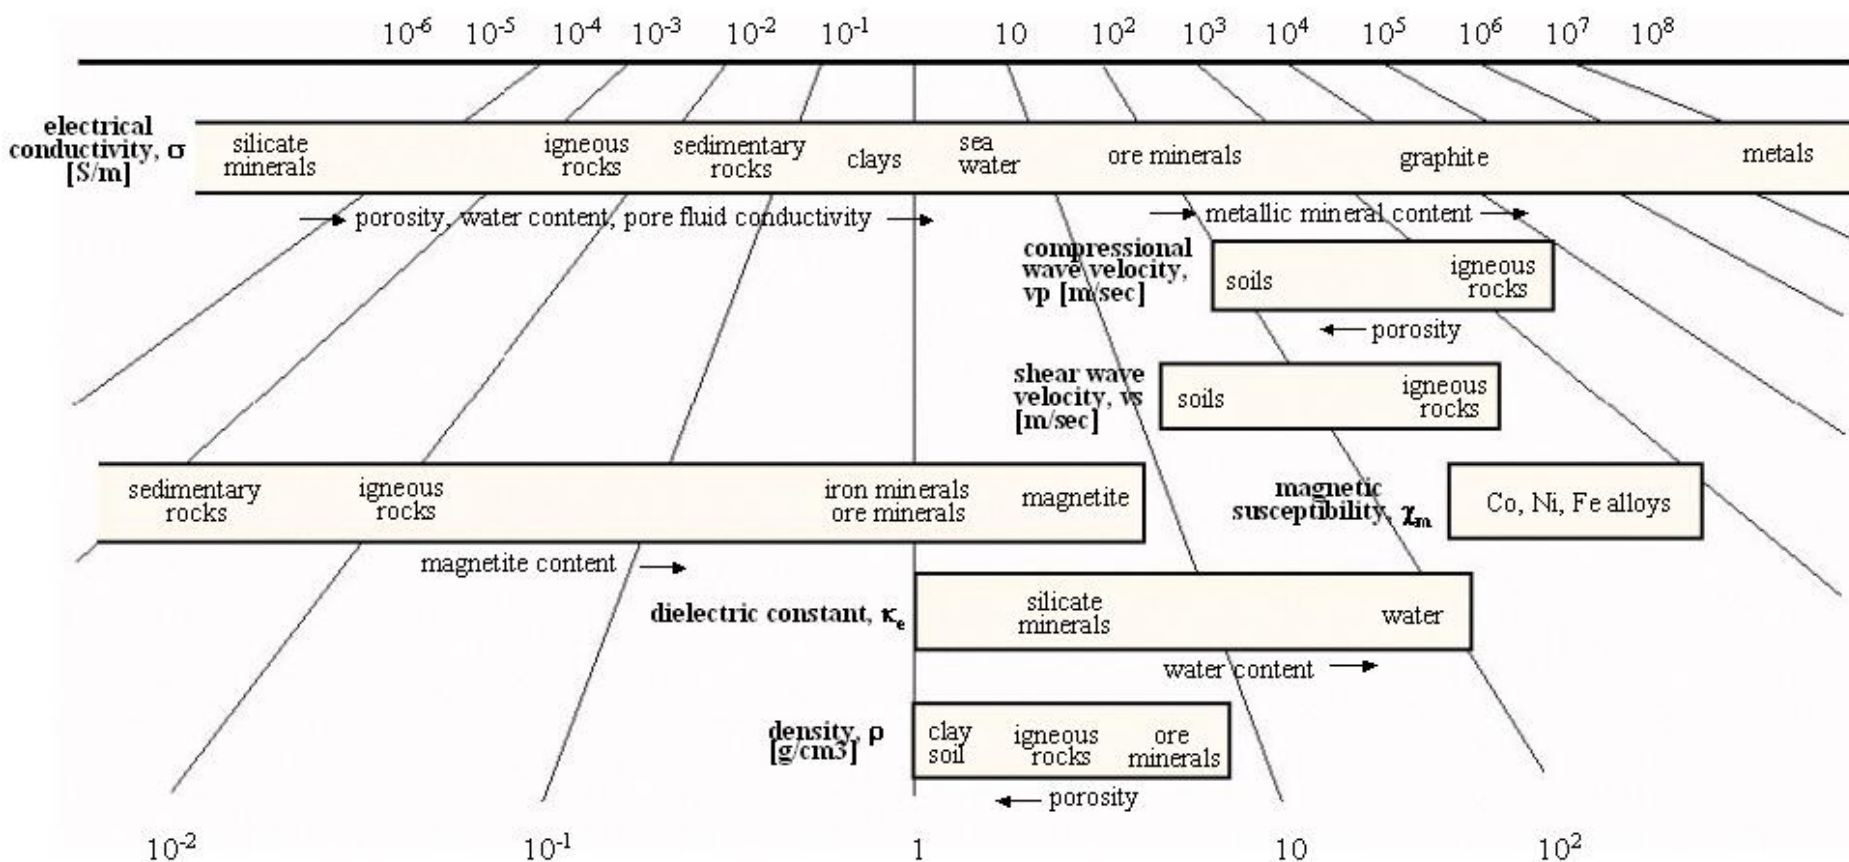 10-6 10-5 10-4 10-3 10-2 10-1 10 102 103 104 105 106 107 108
electrical
conductivity, σ
[S/m]
silicate
minerals
igneous
rocks
sedimentary
rocks
clays
sea
water
ore minerals
graphite
metals
porosity, water content, pore fluid conductivity
metallic mineral content
compressional
wave velocity,
vp [m/sec]
soils
igneous
rocks
porosity
shear wave
velocity, vs
[m/sec]
soils
igneous
rocks
sedimentary
rocks
igneous
rocks
iron minerals
ore minerals
magnetite
magnetic
susceptibility, χm
Co, Ni, Fe alloys
magnetite content
dielectric constant, κe
silicate
minerals
water
water content
density, ρ
[g/cm3]
clay
soil
igneous
rocks
ore
minerals
porosity
10-2 10-1 1 10 102